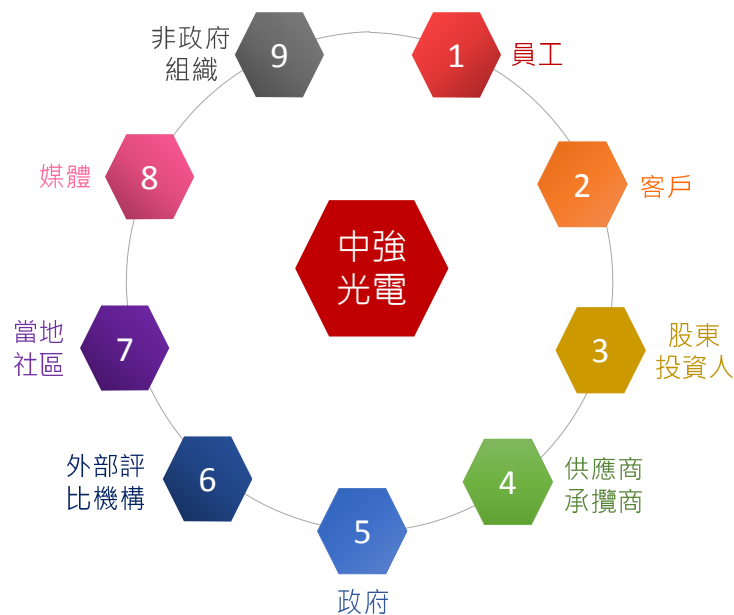 中強
光電
1
員工
2
客戶
3
股東
投資人
4
供應商
承攬商
5
政府
6
外部評
比機構
7
當地
社區
8
媒體
9
非政府
組織